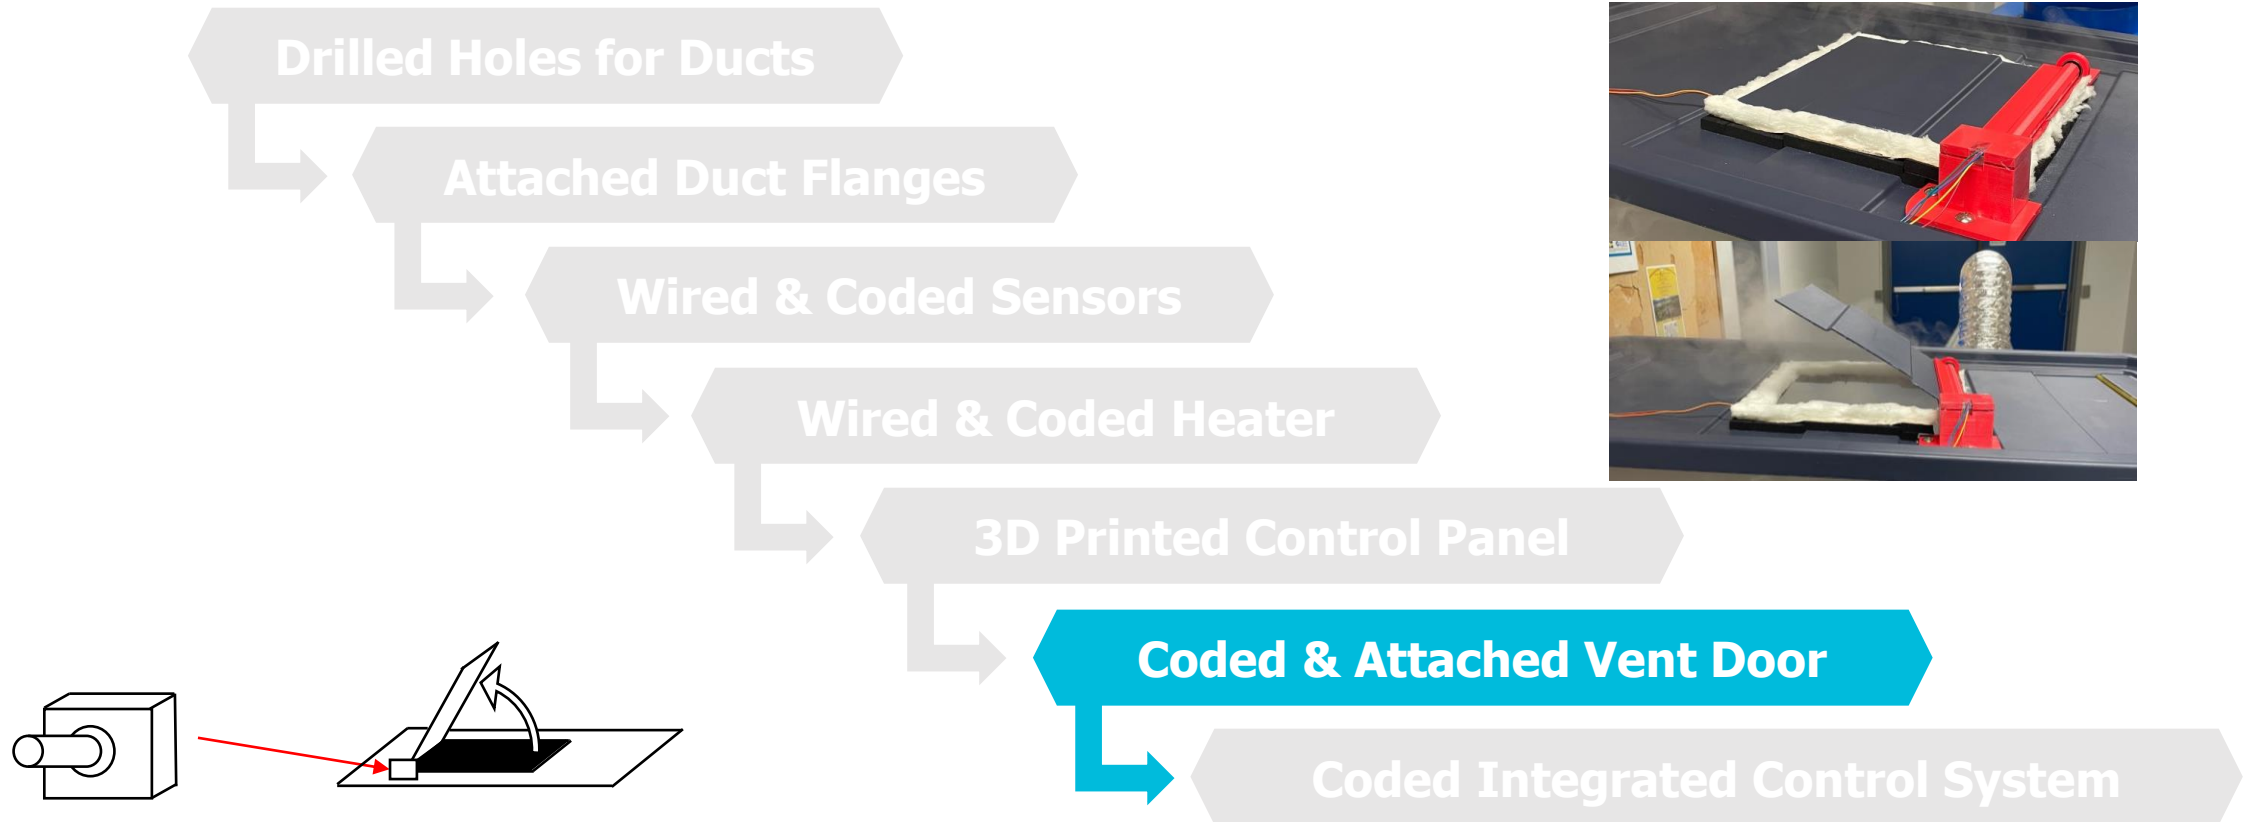 Drilled Holes for Ducts
Attached Duct Flanges
Wired & Coded Sensors
Wired & Coded Heater
3D Printed Control Panel
Coded & Attached Vent Door
Coded Integrated Control System